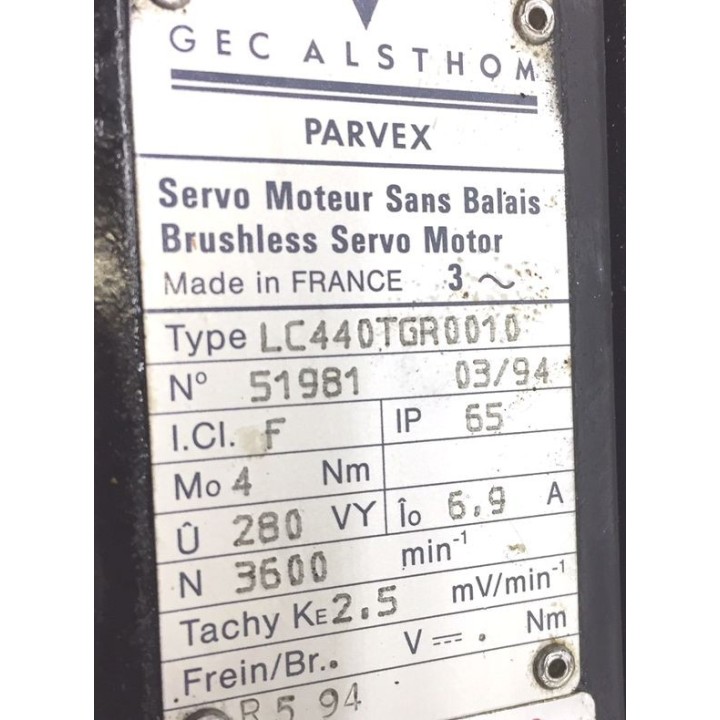 GEC ALSTHOM
PARVEX
Servo Moteur Sans Balais
Brushless Servo Motor
Made in FRANCE 3 ~
Type LC440TGR0010
N° 51981 03/94
I.Cl. F IP 65
Mo 4 Nm
Û 280 VY Îo 6.9 A
N 3600 min-1
Tachy KE 2.5 mV/min-1
Frein/Br.. V ⎓ . Nm
R 5 94